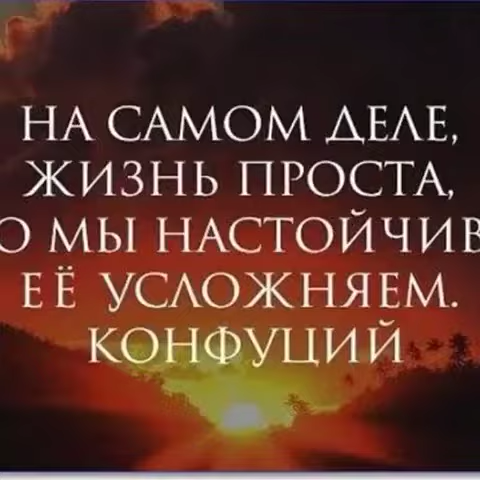 НА САМОМ ДЕЛЕ,
ЖИЗНЬ ПРОСТА,
О МЫ НАСТОЙЧИВ
ЕЁ УСЛОЖНЯЕМ.
КОНФУЦИЙ